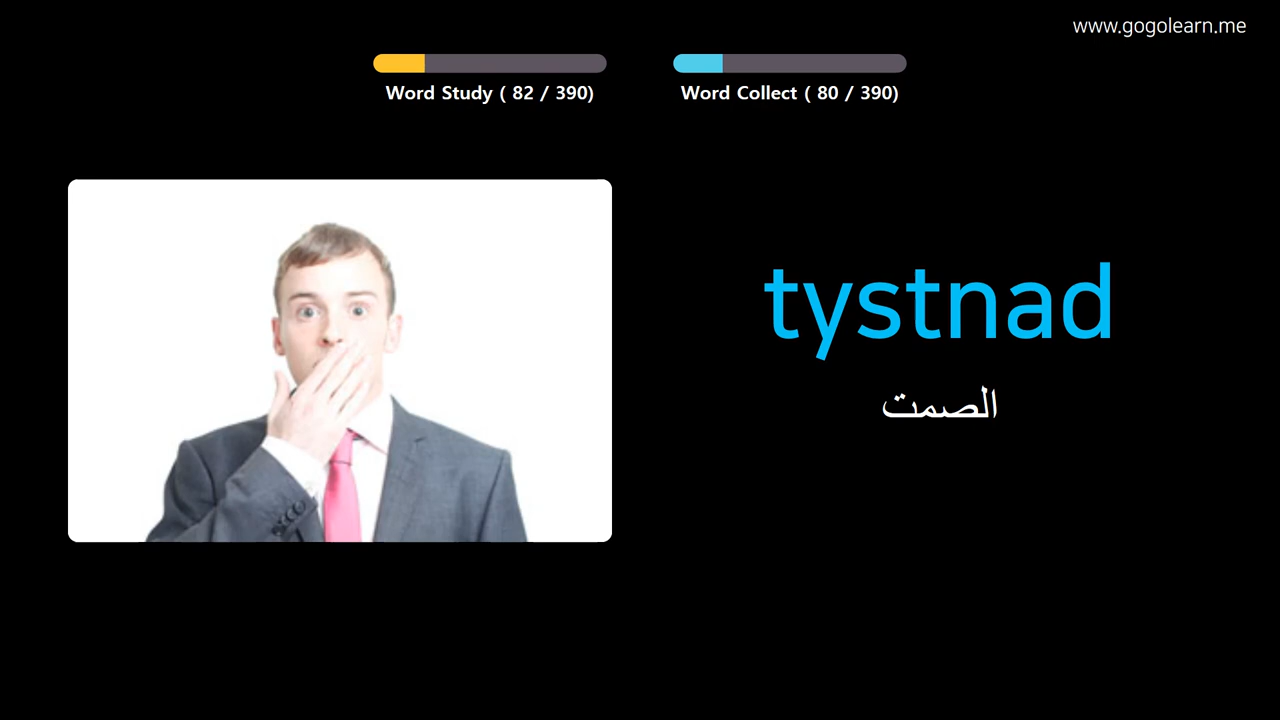 www.gogolearn.me
Word Study ( 82 / 390)
Word Collect ( 80 / 390)
tystnad
الصمت